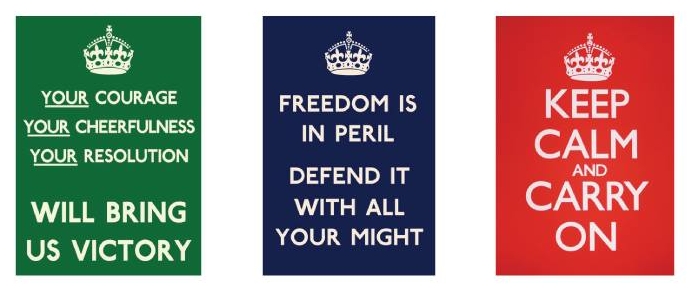 YOUR COURAGE
YOUR CHEERFULNESS
YOUR RESOLUTION
WILL BRING
US VICTORY
FREEDOM IS
IN PERIL
DEFEND IT
WITH ALL
YOUR MIGHT
KEEP
CALM
AND
CARRY
ON